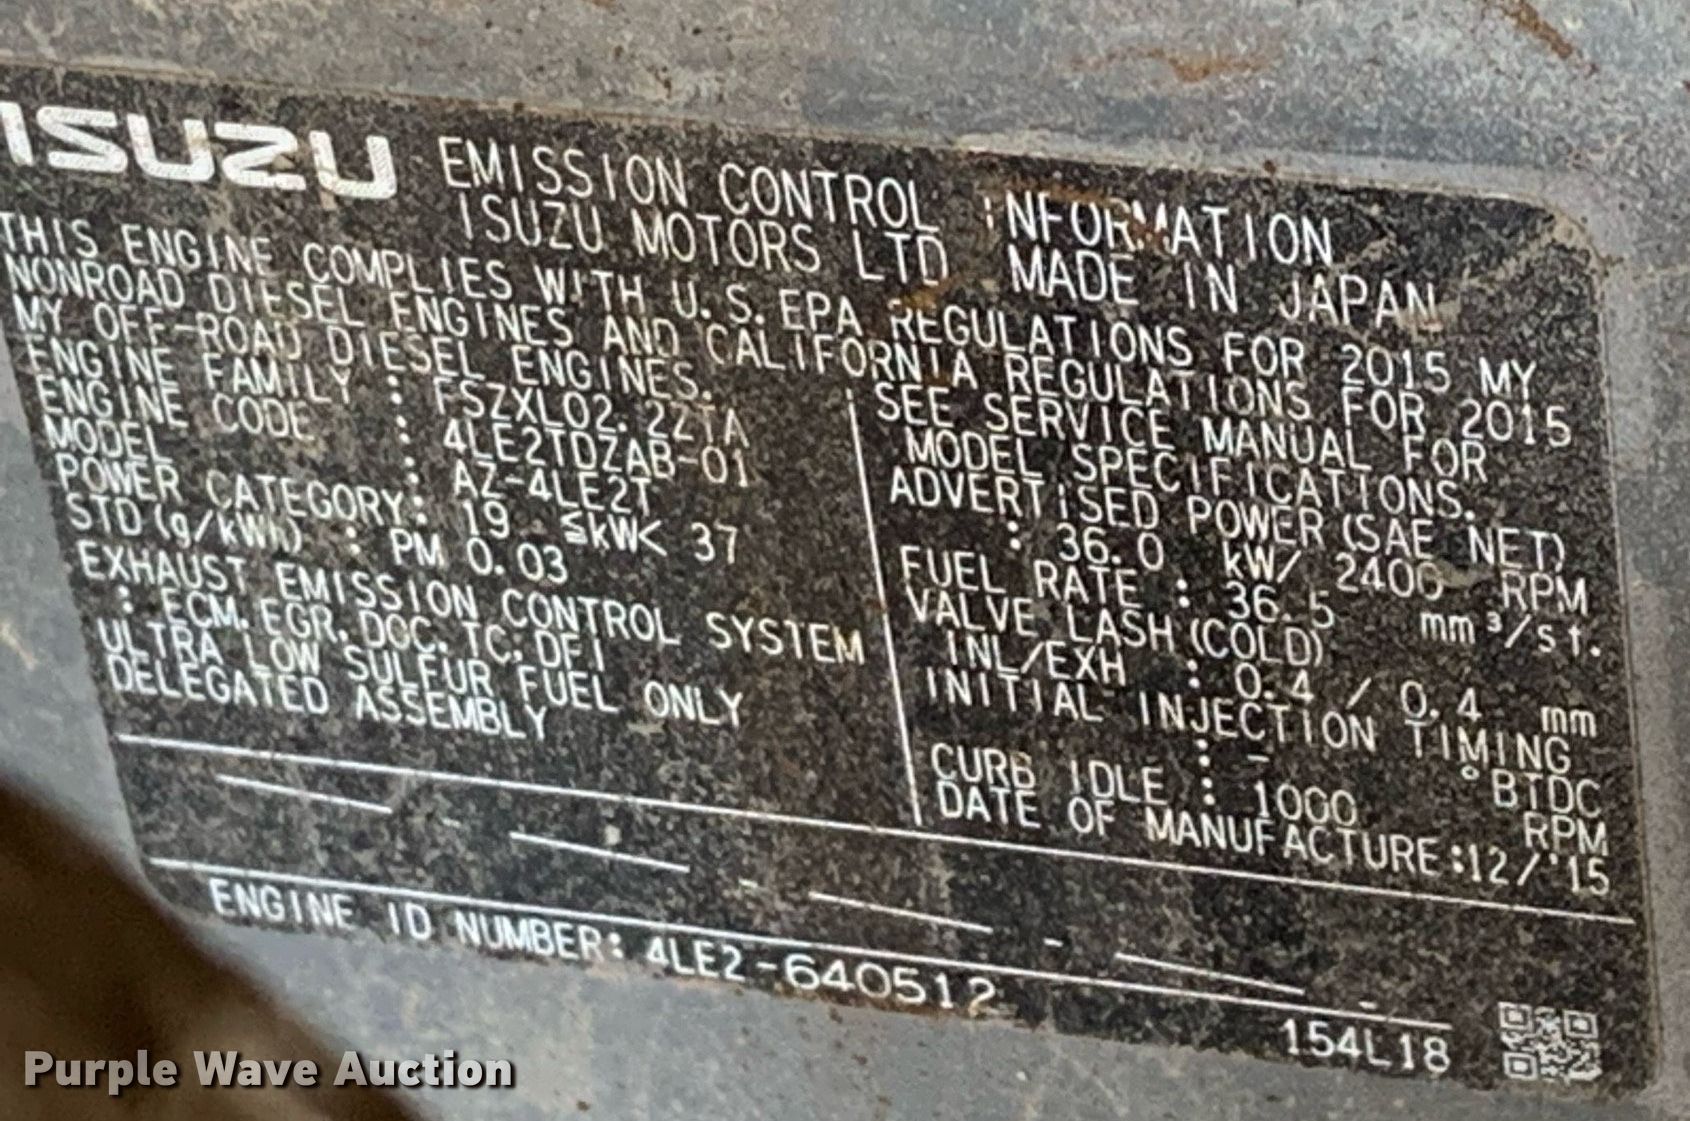 ISUZU EMISSION CONTROL INFORMATION
ISUZU MOTORS LTD MADE IN JAPAN
THIS ENGINE COMPLIES WITH U.S. EPA REGULATIONS FOR 2015 MY
NONROAD DIESEL ENGINES AND CALIFORNIA REGULATIONS FOR 2015
MY OFF-ROAD DIESEL ENGINES.
ENGINE FAMILY : FSZXL02.2ZTA
ENGINE CODE : 4LE2TDZAB-01
MODEL : AZ-4LE2T
POWER CATEGORY: 19 ≦kW< 37
STD(g/kWh) : PM 0.03
EXHAUST EMISSION CONTROL SYSTEM
: ECM, EGR, DOC, TC, DFI
ULTRA LOW SULFUR FUEL ONLY
DELEGATED ASSEMBLY
SEE SERVICE MANUAL FOR
MODEL SPECIFICATIONS.
ADVERTISED POWER(SAE NET)
: 36.0 kW/ 2400 RPM
FUEL RATE : 36.5 mm³/st.
VALVE LASH(COLD)
INL/EXH : 0.4 / 0.4 mm
INITIAL INJECTION TIMING
: - °BTDC
CURB IDLE : 1000 RPM
DATE OF MANUFACTURE:12/'15
ENGINE ID NUMBER: 4LE2-640512
154L18
Purple Wave Auction